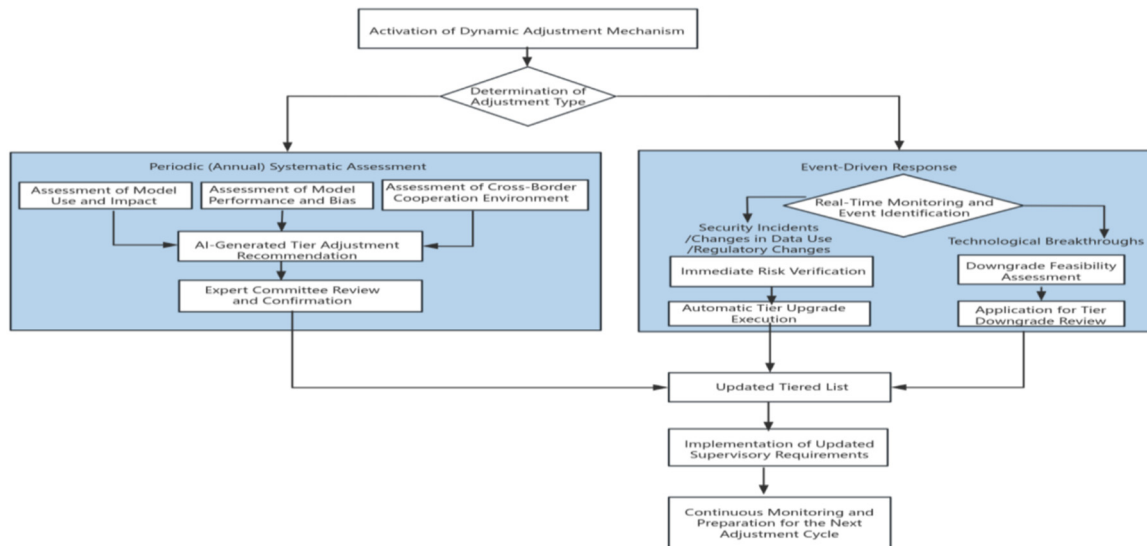 Activation of Dynamic Adjustment Mechanism
Determination of
Adjustment Type
Periodic (Annual) Systematic Assessment
Assessment of Model
Use and Impact
Assessment of Model
Performance and Bias
Assessment of Cross-Border
Cooperation Environment
AI-Generated Tier Adjustment
Recommendation
Expert Committee Review
and Confirmation
Event-Driven Response
Real-Time Monitoring and
Event Identification
Security Incidents
/Changes in Data Use
/Regulatory Changes
Immediate Risk Verification
Automatic Tier Upgrade
Execution
Technological Breakthroughs
Downgrade Feasibility
Assessment
Application for Tier
Downgrade Review
Updated Tiered List
Implementation of Updated
Supervisory Requirements
Continuous Monitoring and
Preparation for the Next
Adjustment Cycle